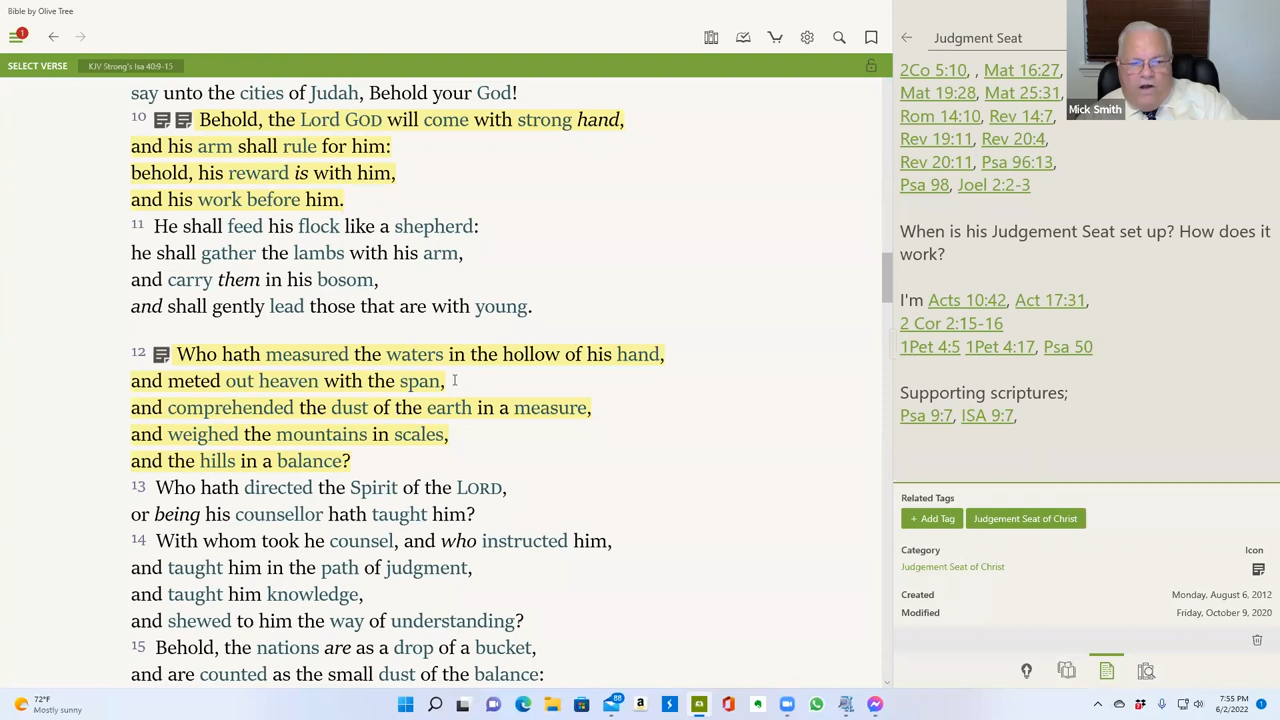 Bible by Olive Tree
1
SELECT VERSE
KJV Strong's Isa 40:9-15
say unto the cities of Judah, Behold your God!
10 Behold, the Lord GOD will come with strong hand,
and his arm shall rule for him:
behold, his reward is with him,
and his work before him.
11 He shall feed his flock like a shepherd:
he shall gather the lambs with his arm,
and carry them in his bosom,
and shall gently lead those that are with young.
12 Who hath measured the waters in the hollow of his hand,
and meted out heaven with the span,
and comprehended the dust of the earth in a measure,
and weighed the mountains in scales,
and the hills in a balance?
13 Who hath directed the Spirit of the LORD,
or being his counsellor hath taught him?
14 With whom took he counsel, and who instructed him,
and taught him in the path of judgment,
and taught him knowledge,
and shewed to him the way of understanding?
15 Behold, the nations are as a drop of a bucket,
and are counted as the small dust of the balance:
Judgment Seat
Mick Smith
2Co 5:10, , Mat 16:27,
Mat 19:28, Mat 25:31,
Rom 14:10, Rev 14:7,
Rev 19:11, Rev 20:4,
Rev 20:11, Psa 96:13,
Psa 98, Joel 2:2-3
When is his Judgement Seat set up? How does it
work?
I'm Acts 10:42, Act 17:31,
2 Cor 2:15-16
1Pet 4:5 1Pet 4:17, Psa 50
Supporting scriptures;
Psa 9:7, ISA 9:7,
Related Tags
+ Add Tag
Judgement Seat of Christ
Category
Icon
Judgement Seat of Christ
Created
Monday, August 6, 2012
Modified
Friday, October 9, 2020
72°F
Mostly sunny
88
7:55 PM
6/2/2022
1